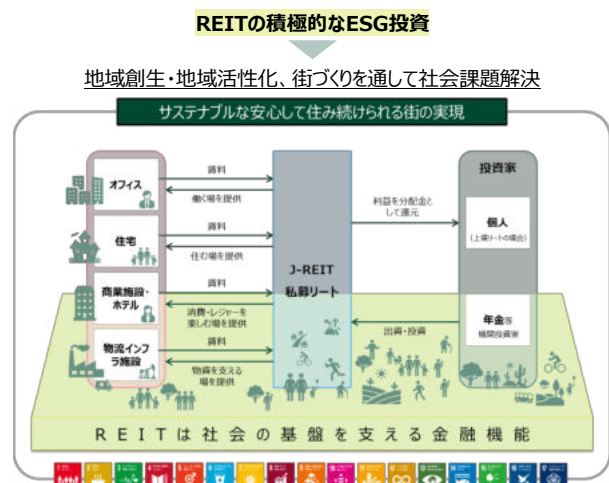 REITの積極的なESG投資
地域創生・地域活性化、街づくりを通して社会課題解決
サステナブルな安心して住み続けられる街の実現
オフィス
賃料
働く場を提供
住宅
賃料
住む場を提供
商業施設・
ホテル
賃料
消費・レジャーを
楽しむ場を提供
物流インフ
ラ施設
賃料
物資を支える
場を提供
J-REIT
私募リート
利益を分配金と
して還元
出資・投資
投資家
個人
(上場リートの場合)
年金等
機関投資家
REITは社会の基盤を支える金融機能